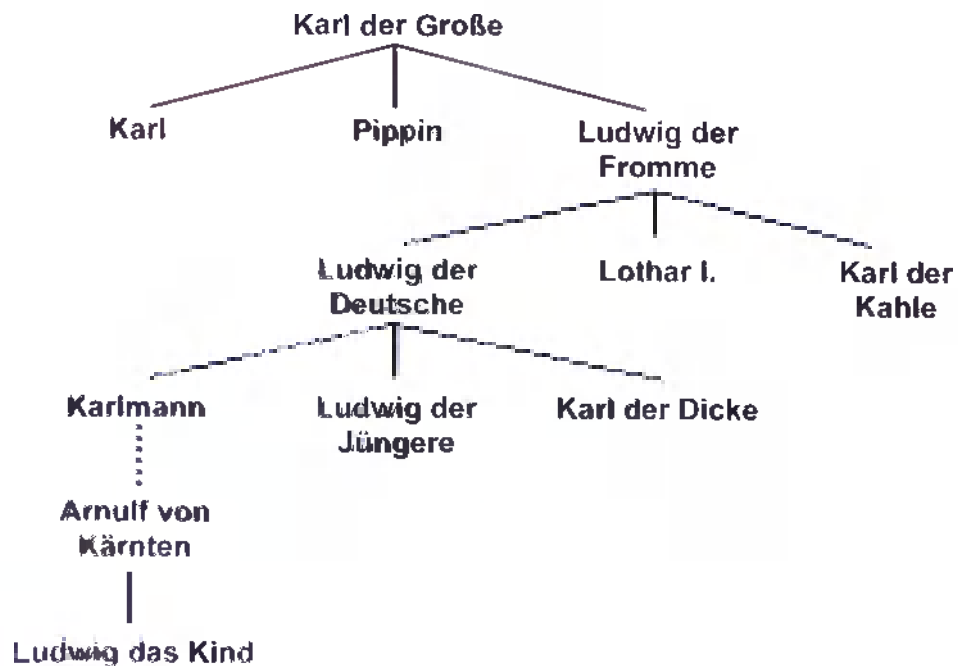 Karl der Große
Karl
Pippin
Ludwig der
Fromme
Ludwig der
Deutsche
Lothar I.
Karl der
Kahle
Karlmann
Ludwig der
Jüngere
Karl der Dicke
Arnulf von
Kärnten
Ludwig das Kind